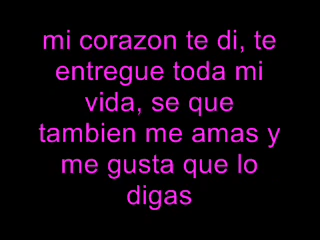 mi corazon te di, te
entregue toda mi
vida, se que
tambien me amas y
me gusta que lo
digas